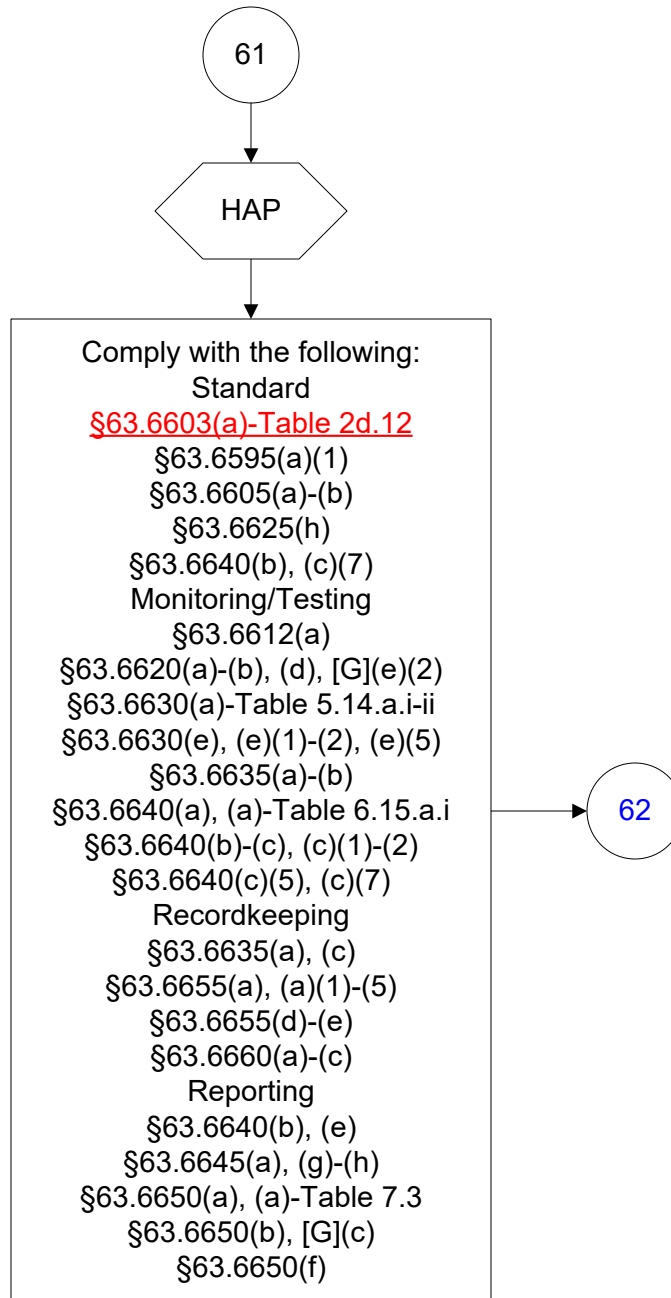 61
HAP
Comply with the following:
Standard
§63.6603(a)-Table 2d.12
§63.6595(a)(1)
§63.6605(a)-(b)
§63.6625(h)
§63.6640(b), (c)(7)
Monitoring/Testing
§63.6612(a)
§63.6620(a)-(b), (d), [G](e)(2)
§63.6630(a)-Table 5.14.a.i-ii
§63.6630(e), (e)(1)-(2), (e)(5)
§63.6635(a)-(b)
§63.6640(a), (a)-Table 6.15.a.i
§63.6640(b)-(c), (c)(1)-(2)
§63.6640(c)(5), (c)(7)
Recordkeeping
§63.6635(a), (c)
§63.6655(a), (a)(1)-(5)
§63.6655(d)-(e)
§63.6660(a)-(c)
Reporting
§63.6640(b), (e)
§63.6645(a), (g)-(h)
§63.6650(a), (a)-Table 7.3
§63.6650(b), [G](c)
§63.6650(f)
62